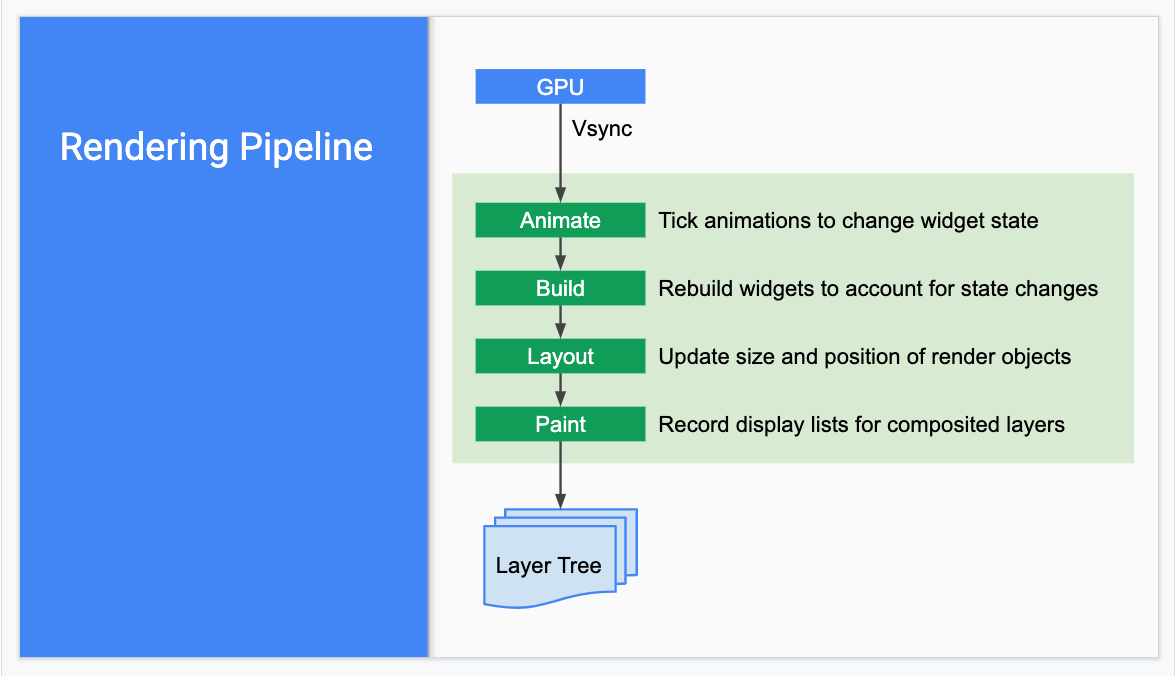 Rendering Pipeline
GPU
Vsync
Animate Tick animations to change widget state
Build Rebuild widgets to account for state changes
Layout Update size and position of render objects
Paint Record display lists for composited layers
Layer Tree